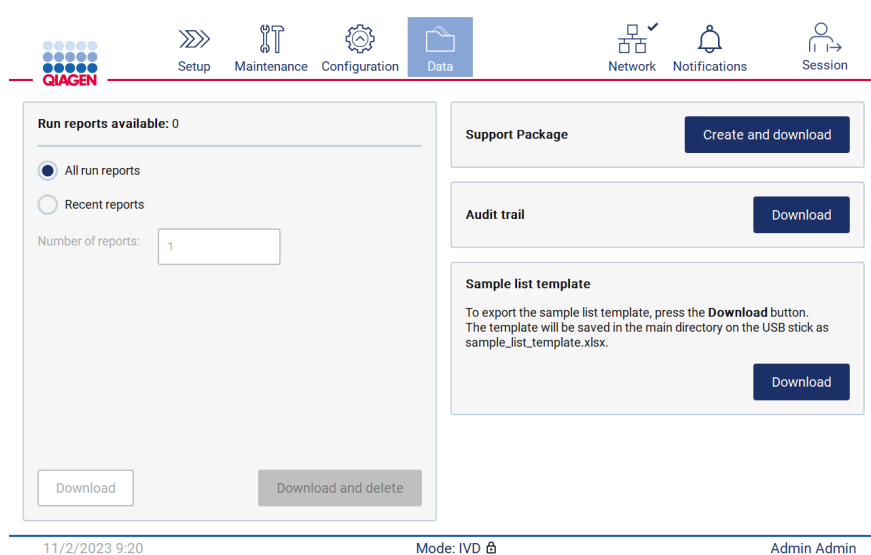 QIAGEN
Setup
Maintenance
Configuration
Data
Network
Notifications
Session
Run reports available: 0
All run reports
Recent reports
Number of reports:
1
Download
Download and delete
Support Package
Create and download
Audit trail
Download
Sample list template
To export the sample list template, press the Download button.
The template will be saved in the main directory on the USB stick as
sample_list_template.xlsx.
Download
11/2/2023 9:20
Mode: IVD
Admin Admin